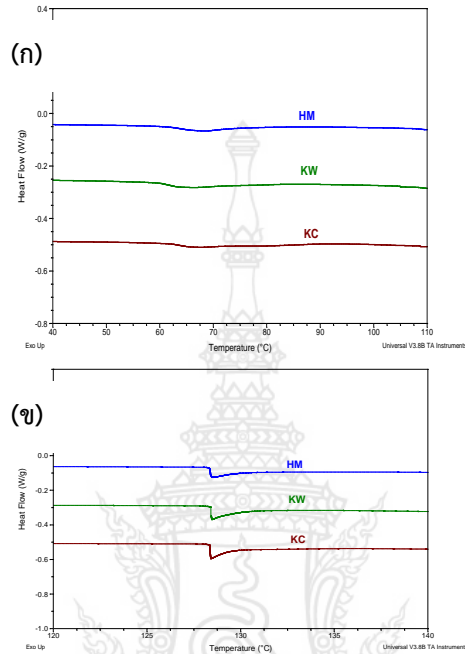 0.4
(ก)
0.0
HM
-0.2
KW
-0.4
KC
-0.6
-0.8
Heat Flow (W/g)
40 50 60 70 80 90 100 110
Exo Up Temperature (°C) Universal V3.8B TA Instruments
(ข)
0.0
HM
-0.2
KW
-0.4
KC
-0.6
-0.8
-1.0
Heat Flow (W/g)
120 125 130 135 140
Exo Up Temperature (°C) Universal V3.8B TA Instrument